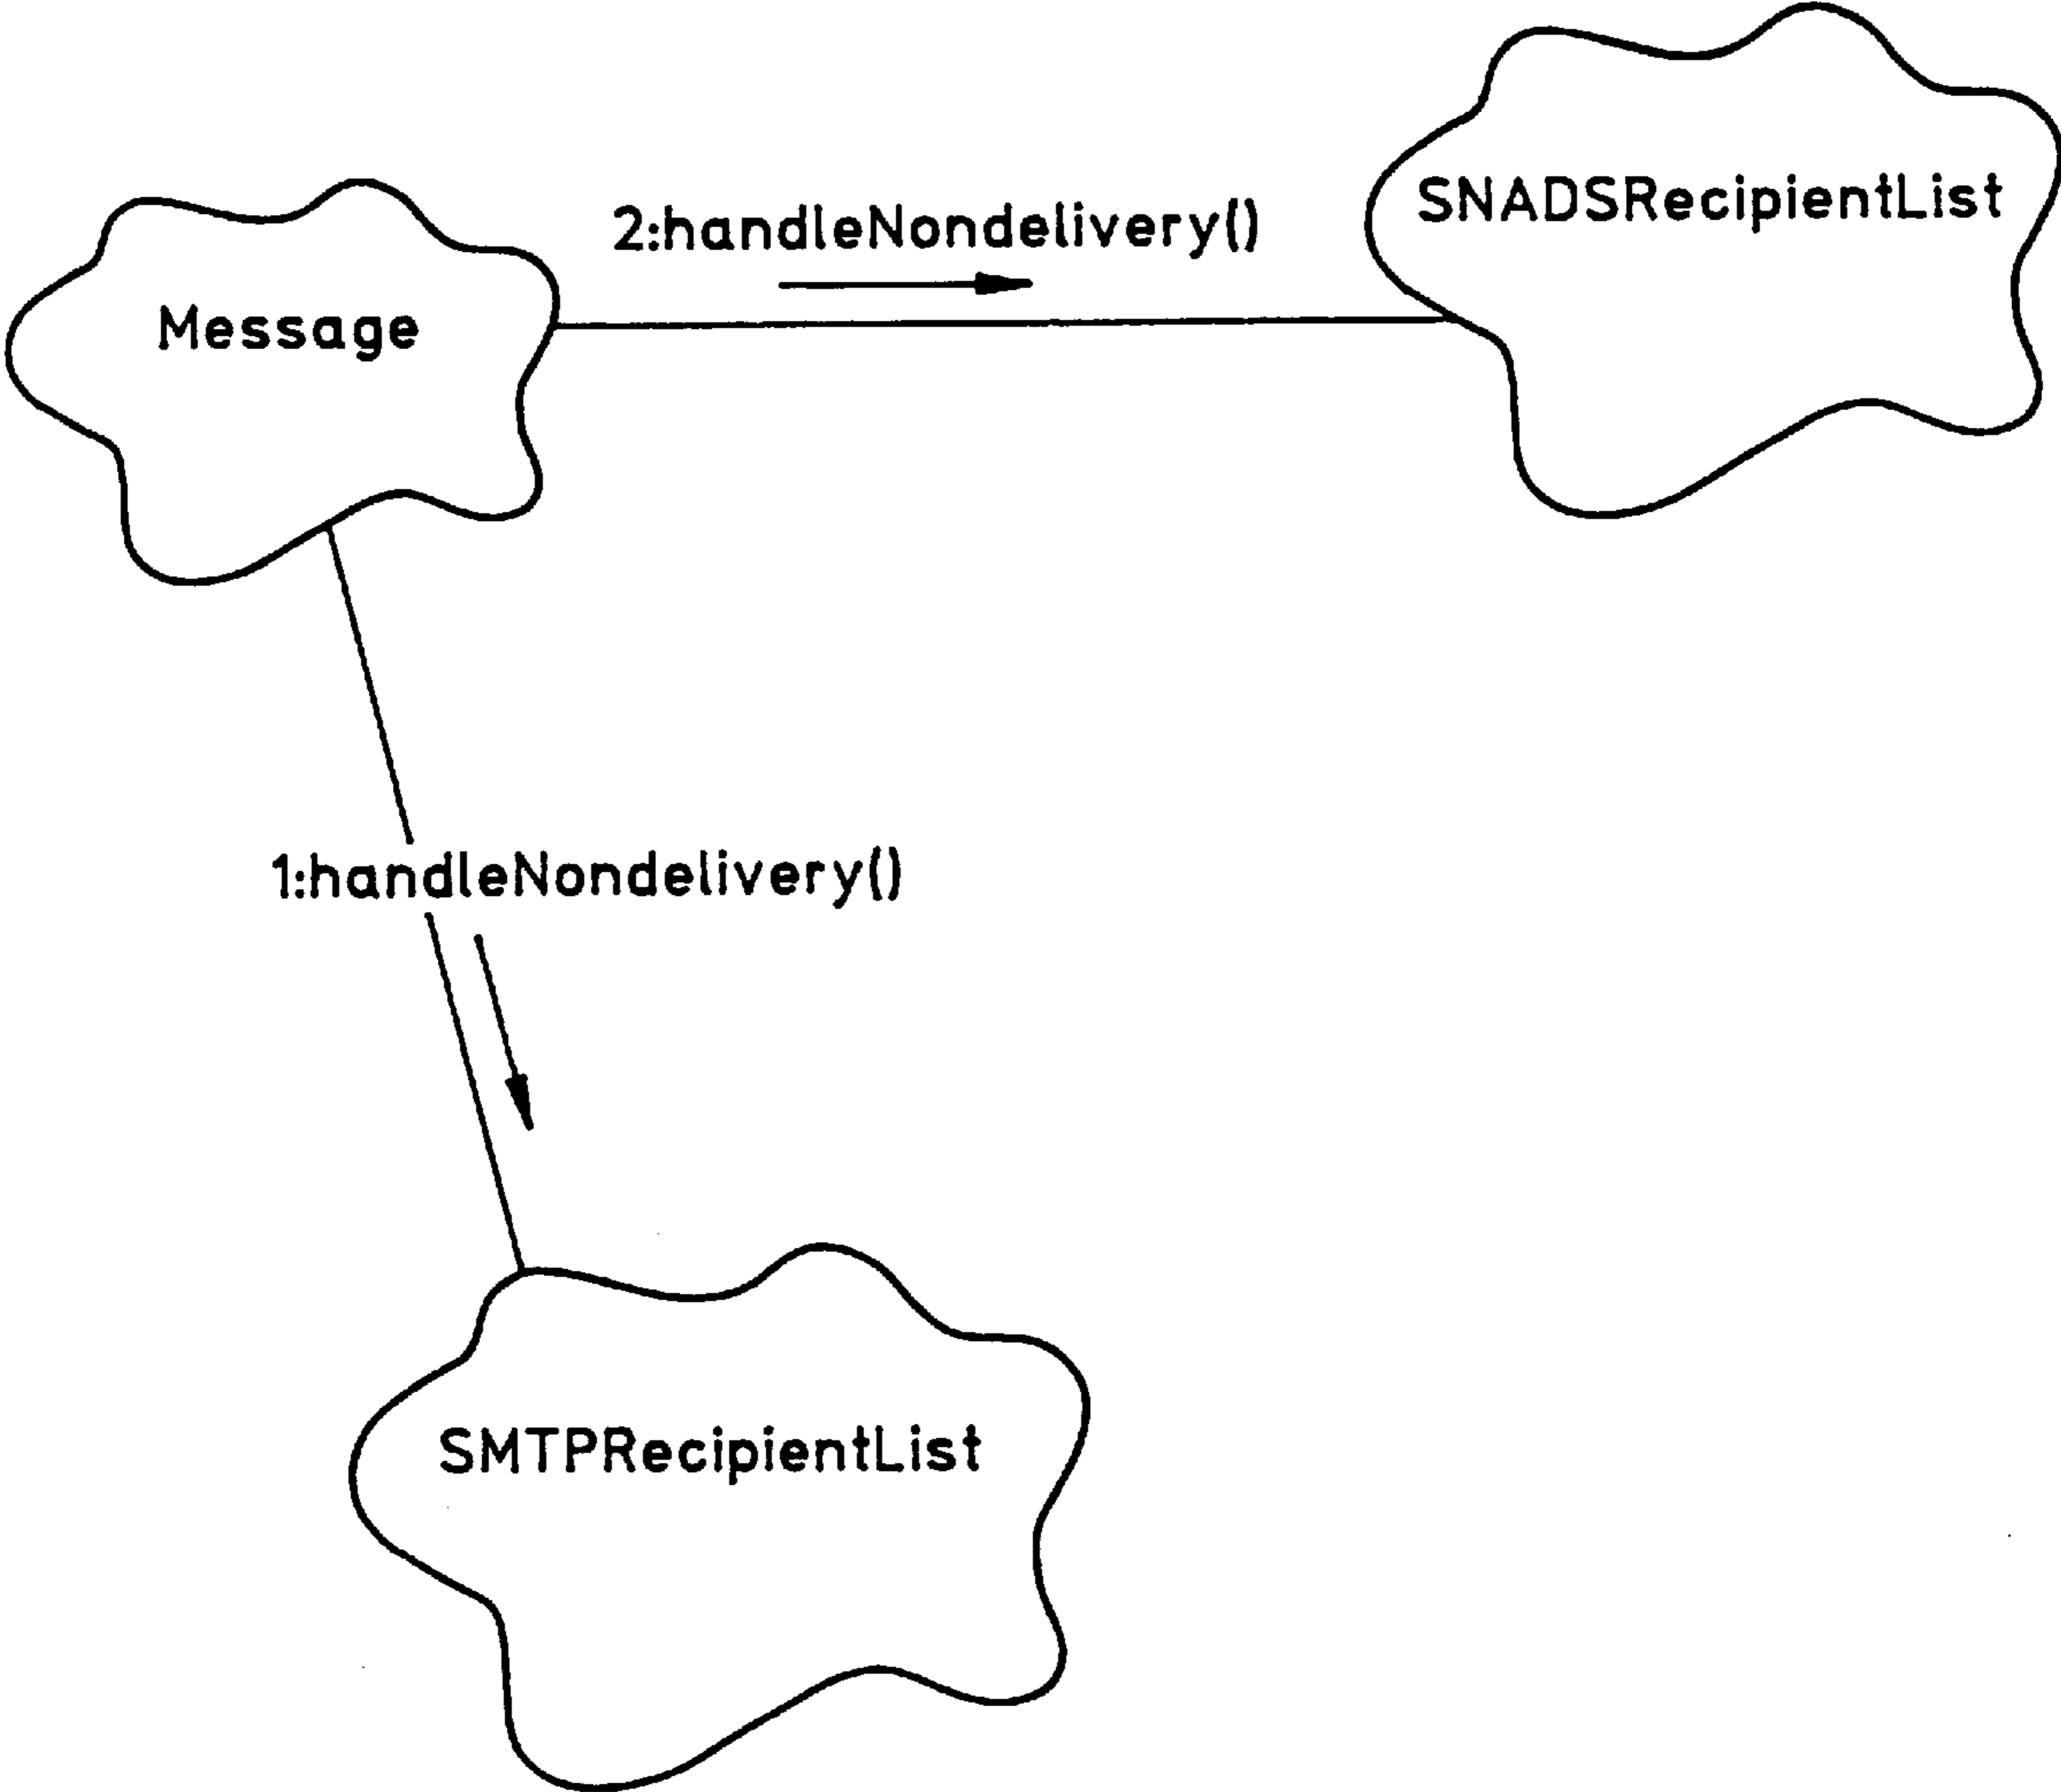 SNADSRecipientList
2:handleNondelivery()
Message
1:handleNondelivery()
SMTPRecipientList